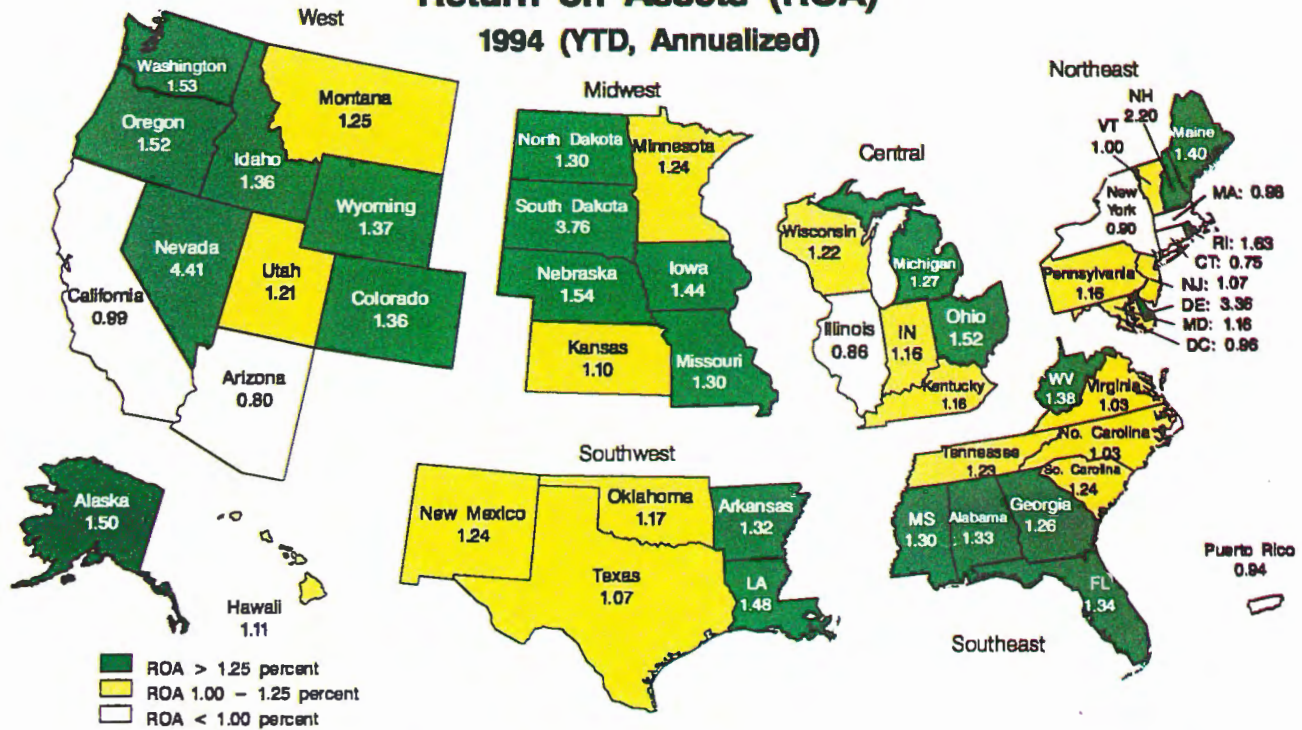 Return on Assets (ROA)
1994 (YTD, Annualized)
West
Washington
1.53
Oregon
1.52
Idaho
1.36
Montana
1.25
Wyoming
1.37
Nevada
4.41
Utah
1.21
Colorado
1.36
California
0.99
Arizona
0.80
Alaska
1.50
Hawaii
1.11
Midwest
North Dakota
1.30
Minnesota
1.24
South Dakota
3.76
Nebraska
1.54
Iowa
1.44
Kansas
1.10
Missouri
1.30
Central
Wisconsin
1.22
Michigan
1.27
Illinois
0.86
IN
1.16
Ohio
1.52
Kentucky
1.16
Northeast
NH
2.20
VT
1.00
Maine
1.40
New
York
0.90
MA: 0.98
RI: 1.63
CT: 0.75
Pennsylvania
1.16
NJ: 1.07
DE: 3.36
MD: 1.16
DC: 0.96
Southwest
New Mexico
1.24
Oklahoma
1.17
Arkansas
1.32
Texas
1.07
LA
1.48
WV
1.38
Virginia
1.03
No. Carolina
1.03
Tennessee
1.23
So. Carolina
1.24
MS
1.30
Alabama
1.33
Georgia
1.26
FL
1.34
Southeast
Puerto Rico
0.94
ROA > 1.25 percent
ROA 1.00 - 1.25 percent
ROA < 1.00 percent